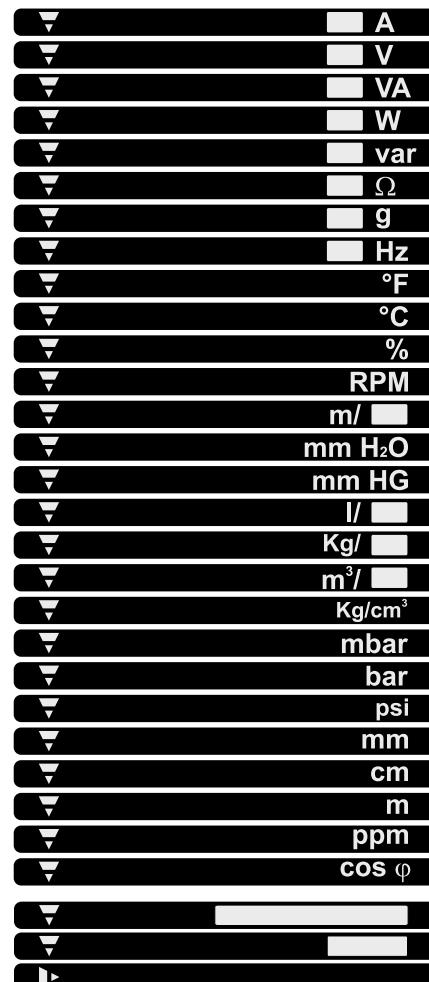 A
V
VA
W
var
Ω
g
Hz
°F
°C
%
RPM
m/
mm H₂O
mm HG
l/
Kg/
m³/
Kg/cm³
mbar
bar
psi
mm
cm
m
ppm
cos φ